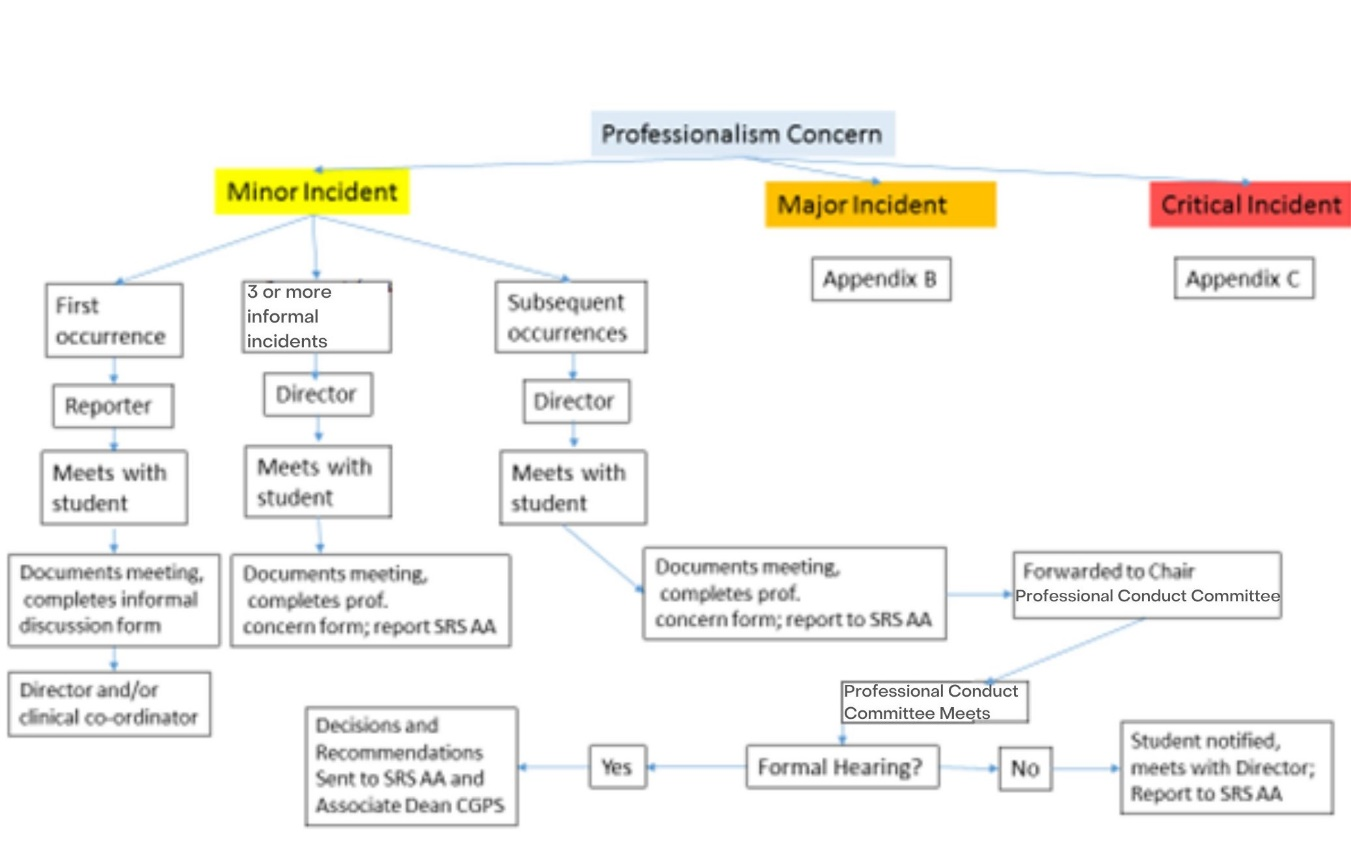 Professionalism Concern
Minor Incident
Major Incident
Critical Incident
Appendix B
Appendix C
First
occurrence
Reporter
Meets with
student
Documents meeting,
completes informal
discussion form
Director and/or
clinical co-ordinator
3 or more
informal
incidents
Director
Meets with
student
Documents meeting,
completes prof.
concern form; report SRS AA
Subsequent
occurrences
Director
Meets with
student
Documents meeting,
completes prof.
concern form; report to SRS AA
Forwarded to Chair
Professional Conduct Committee
Professional Conduct
Committee Meets
Formal Hearing?
Yes
Decisions and
Recommendations
Sent to SRS AA and
Associate Dean CGPS
No
Student notified,
meets with Director;
Report to SRS AA